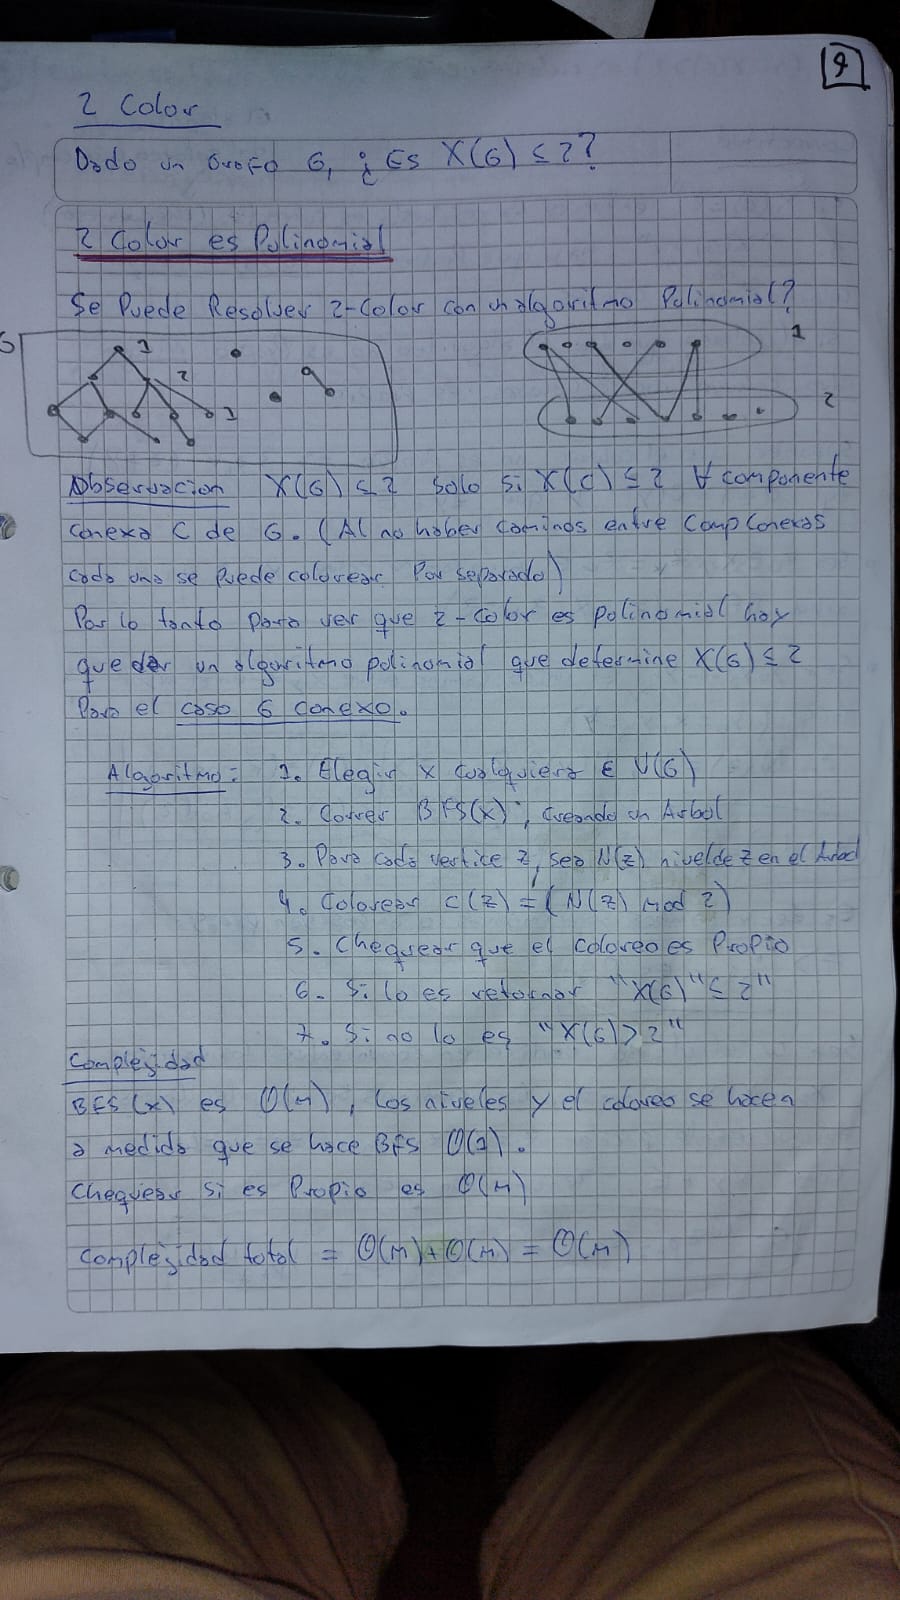 9
2 Color
Dado un Grafo G, ¿Es X(G) ≤ 2?
2 Color es Polinomial
Se Puede Resolver 2-Color con un algoritmo Polinomial?
G
1
2
1
1
2
Observacion X(G) ≤ 2 Solo si X(C) ≤ 2 ∀ componente
conexa C de G. (Al no haber caminos entre Comp Conexas
cada una se puede colorear Por separado)
Por lo tanto para ver que 2-Color es polinomial hay
que dar un algoritmo polinomial que determine X(G) ≤ 2
Para el caso G conexo.
Algoritmo: 1. Elegir X cualquiera ∈ V(G)
2. Correr BFS(X), creando un Arbol
3. Para cada vertice Z, sea N(Z) nivel de Z en el Arbol
4. Colorear C(Z) = (N(Z) mod 2)
5. Chequear que el coloreo es Propio
6. Si lo es retornar "X(G)" ≤ 2"
7. Si no lo es "X(G) > 2"
Complejidad
BFS(x) es O(m), los niveles y el coloreo se hacen
a medida que se hace BFS O(1).
Chequear Si es Propio es O(m)
Complejidad total = O(m) + O(m) = O(m)